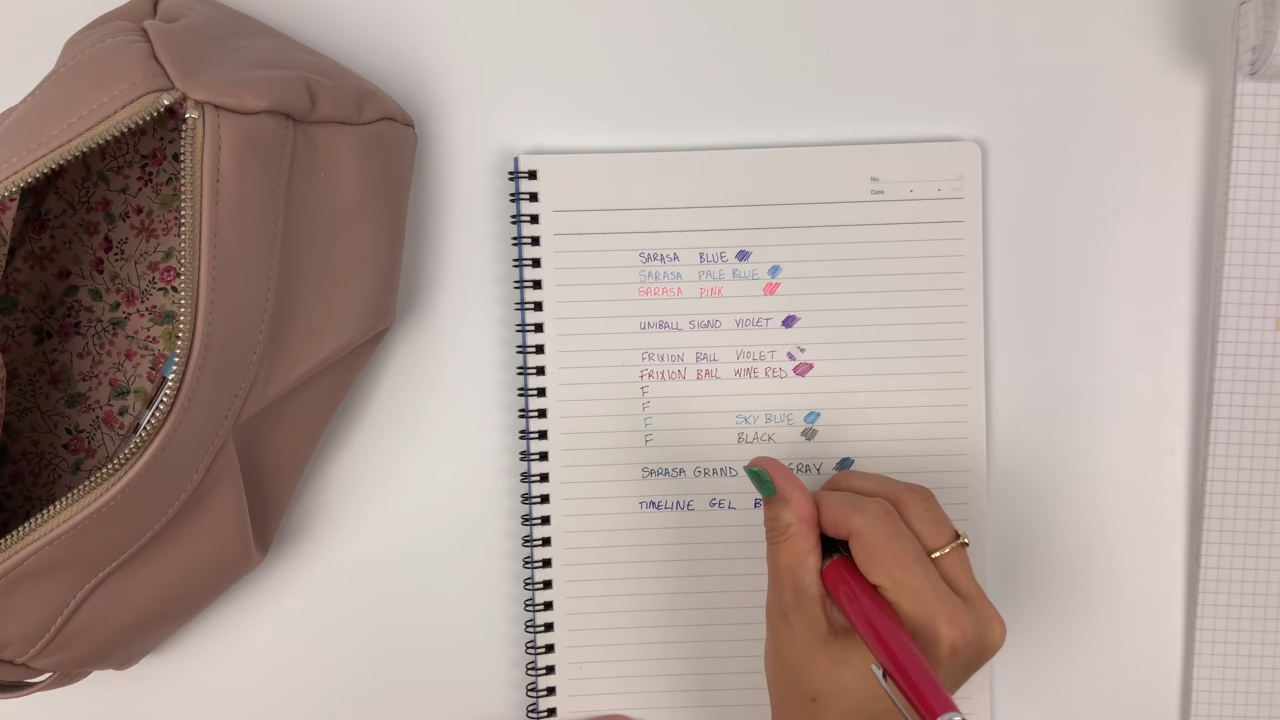 No.
Date
SARASA BLUE
SARASA PALE BLUE
SARASA PINK
UNIBALL SIGNO VIOLET
FRIXION BALL VIOLET
FRIXION BALL WINE RED
F
F
F SKY BLUE
F BLACK
SARASA GRAND GRAY
TIMELINE GEL